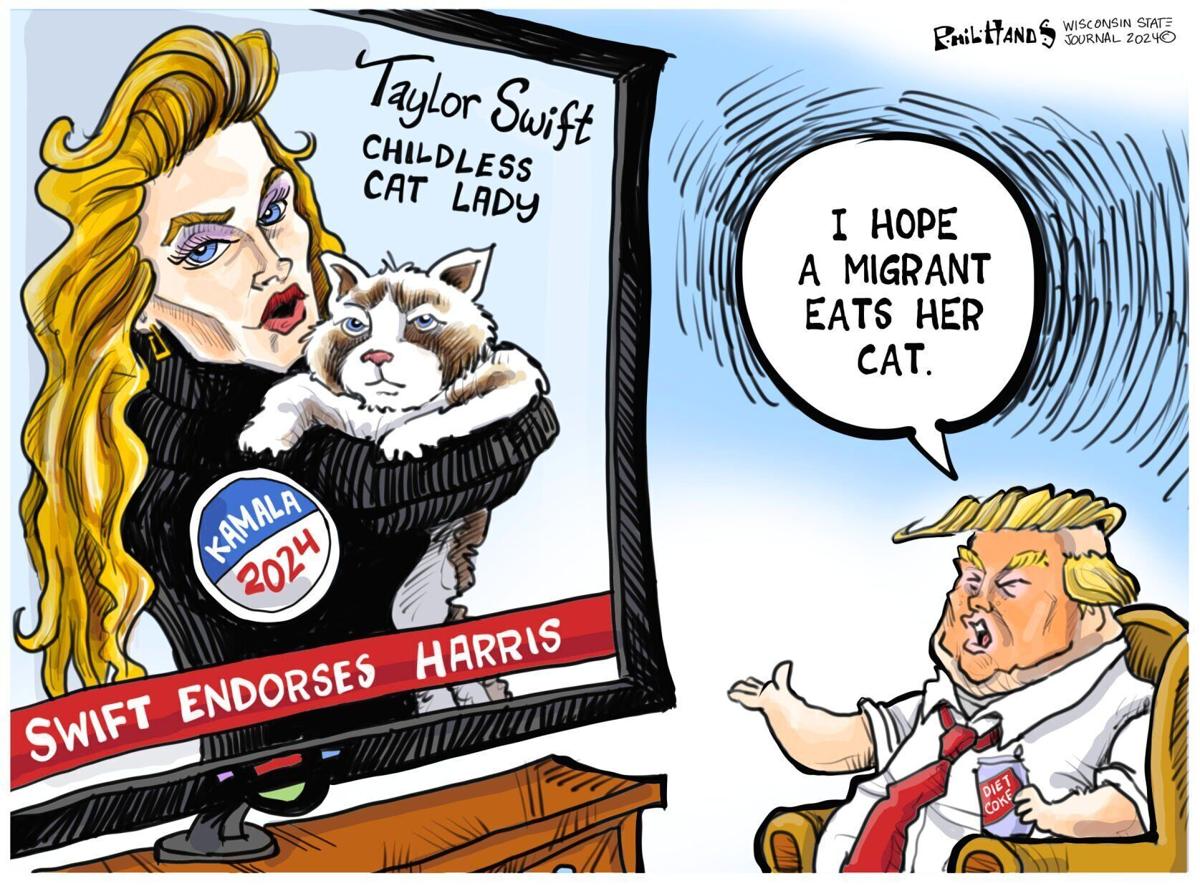 Taylor Swift
CHILDLESS
CAT LADY
KAMALA
2024
SWIFT ENDORSES HARRIS
PHIL HANDS
WISCONSIN STATE
JOURNAL 2024©
I HOPE
A MIGRANT
EATS HER
CAT.
DIET
COKE